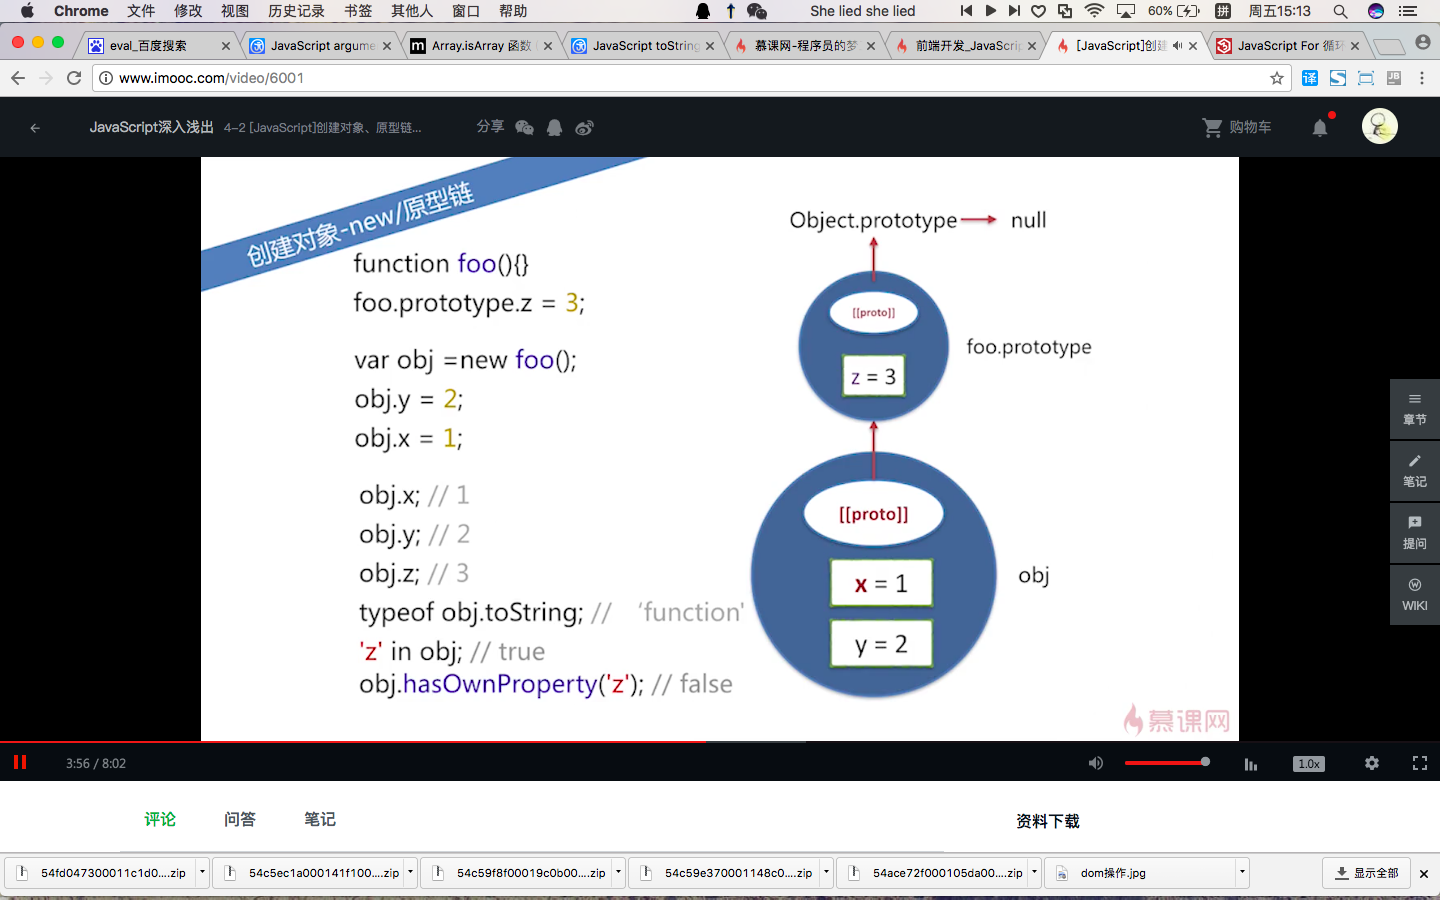 Chrome 文件 修改 视图 历史记录 书签 其他人 窗口 帮助 She lied she lied 60% 拼 周五15:13
eval_百度搜索 JavaScript argume Array.isArray 函数 JavaScript toString 慕课网-程序员的梦 前端开发_JavaScrip [JavaScript]创建 JavaScript For 循环
www.imooc.com/video/6001 译 S JB
JavaScript深入浅出 4-2 [JavaScript]创建对象、原型链... 分享 购物车
创建对象-new/原型链
function foo(){}
foo.prototype.z = 3;
var obj =new foo();
obj.y = 2;
obj.x = 1;
obj.x; // 1
obj.y; // 2
obj.z; // 3
typeof obj.toString; // ‘function'
'z' in obj; // true
obj.hasOwnProperty('z'); // false
Object.prototype null
[[proto]]
z = 3
foo.prototype
[[proto]]
x = 1
y = 2
obj
慕课网
章节
笔记
提问
WIKI
3:56 / 8:02 1.0x
评论 问答 笔记 资料下载
54fd047300011c1d0....zip 54c5ec1a000141f100....zip 54c59f8f00019c0b00....zip 54c59e370001148c0....zip 54ace72f000105da00....zip dom操作.jpg 显示全部